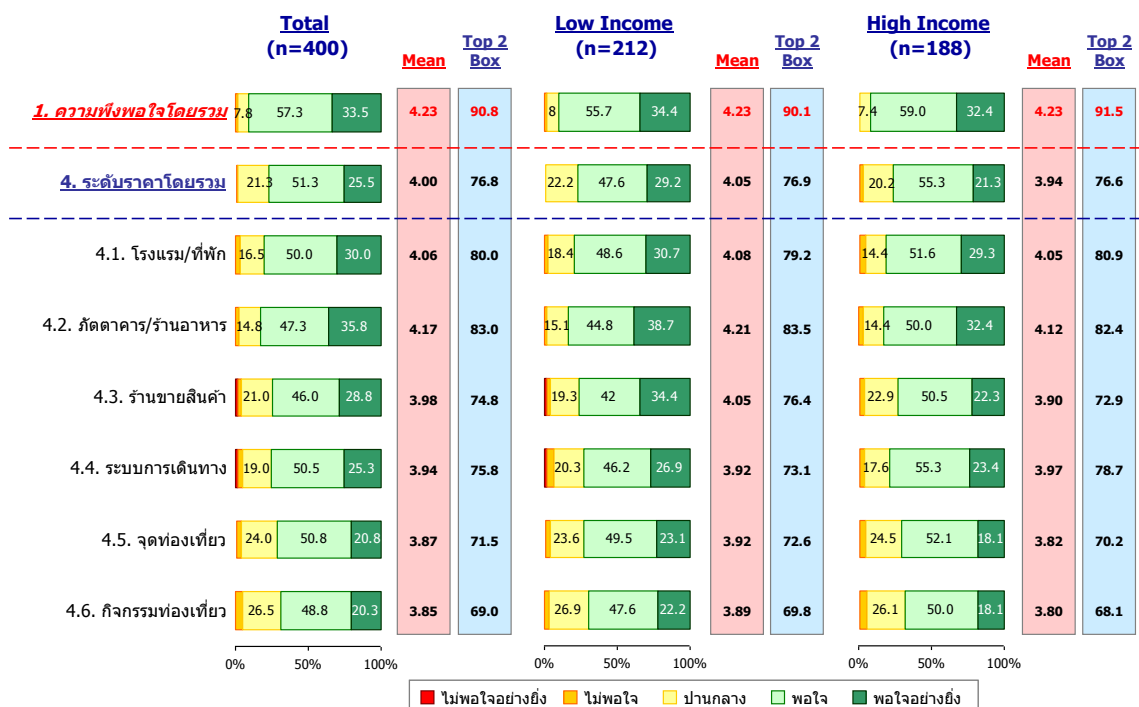 Total
(n=400)
Mean
Top 2
Box
Low Income
(n=212)
Mean
Top 2
Box
High Income
(n=188)
Mean
Top 2
Box
1. ความพึงพอใจโดยรวม 7.8 57.3 33.5 4.23 90.8 8 55.7 34.4 4.23 90.1 7.4 59.0 32.4 4.23 91.5
4. ระดับราคาโดยรวม 21.3 51.3 25.5 4.00 76.8 22.2 47.6 29.2 4.05 76.9 20.2 55.3 21.3 3.94 76.6
4.1. โรงแรม/ที่พัก 16.5 50.0 30.0 4.06 80.0 18.4 48.6 30.7 4.08 79.2 14.4 51.6 29.3 4.05 80.9
4.2. ภัตตาคาร/ร้านอาหาร 14.8 47.3 35.8 4.17 83.0 15.1 44.8 38.7 4.21 83.5 14.4 50.0 32.4 4.12 82.4
4.3. ร้านขายสินค้า 21.0 46.0 28.8 3.98 74.8 19.3 42 34.4 4.05 76.4 22.9 50.5 22.3 3.90 72.9
4.4. ระบบการเดินทาง 19.0 50.5 25.3 3.94 75.8 20.3 46.2 26.9 3.92 73.1 17.6 55.3 23.4 3.97 78.7
4.5. จุดท่องเที่ยว 24.0 50.8 20.8 3.87 71.5 23.6 49.5 23.1 3.92 72.6 24.5 52.1 18.1 3.82 70.2
4.6. กิจกรรมท่องเที่ยว 26.5 48.8 20.3 3.85 69.0 26.9 47.6 22.2 3.89 69.8 26.1 50.0 18.1 3.80 68.1
0% 50% 100% 0% 50% 100% 0% 50% 100%
ไม่พอใจอย่างยิ่ง ไม่พอใจ ปานกลาง พอใจ พอใจอย่างยิ่ง